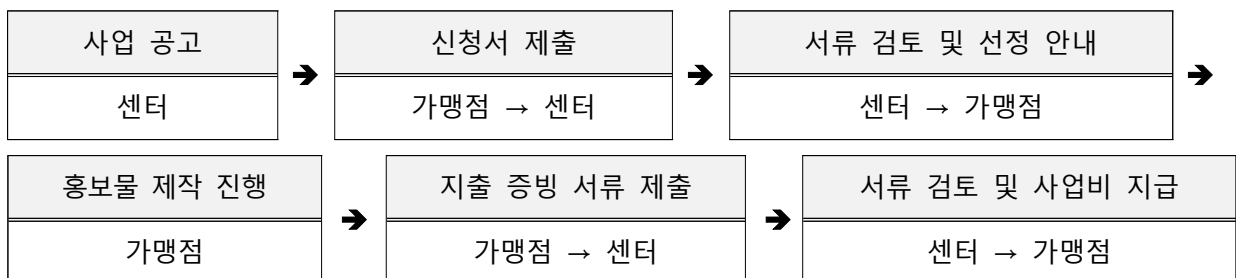 사업 공고
신청서 제출
서류 검토 및 선정 안내
➔
➔
➔
센터
가맹점 → 센터
센터 → 가맹점
홍보물 제작 진행
지출 증빙 서류 제출
서류 검토 및 사업비 지급
➔
➔
가맹점
가맹점 → 센터
센터 → 가맹점